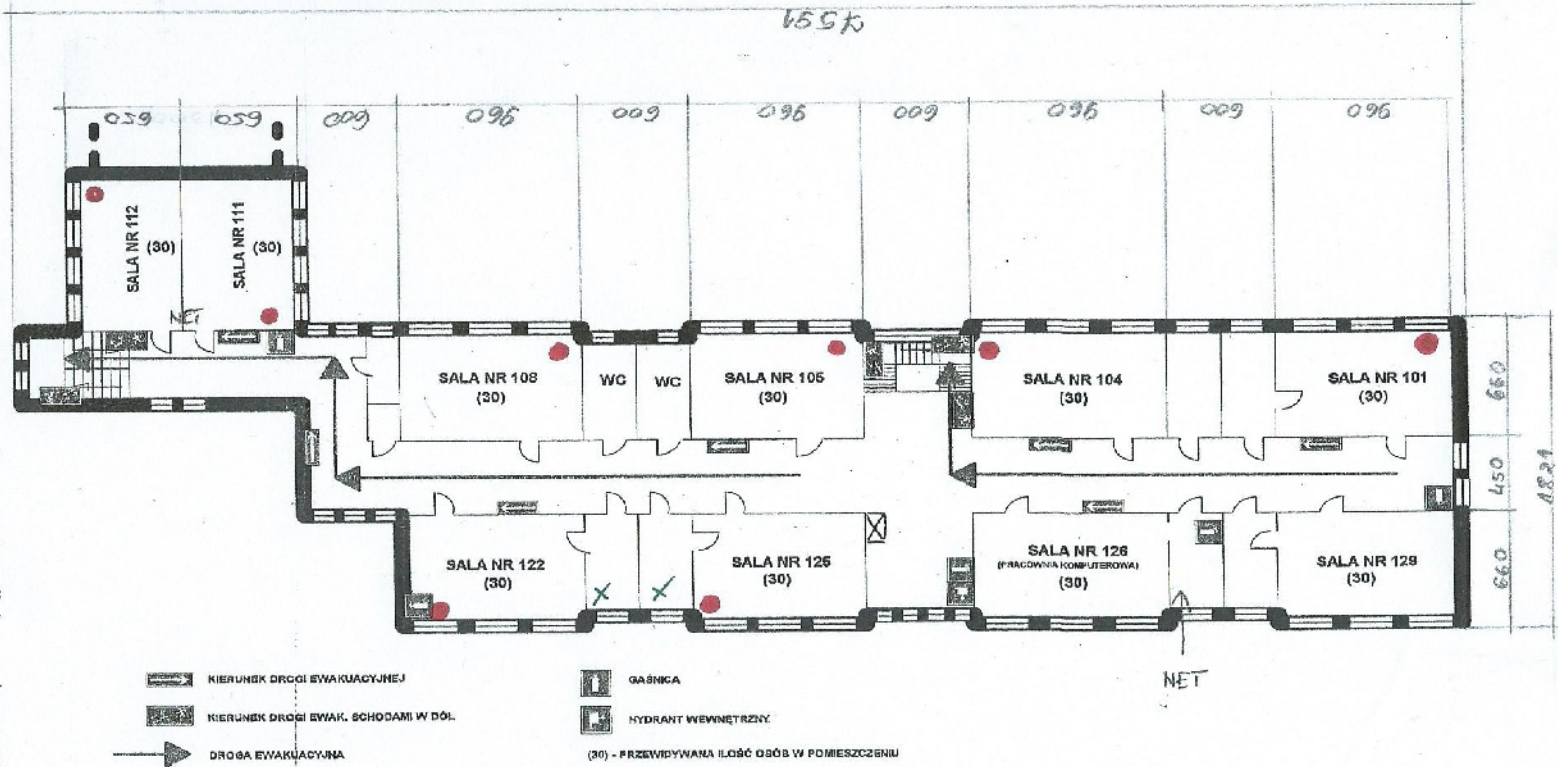 7551
650
650
600
960
600
960
600
960
600
960
SALA NR 112
(30)
SALA NR 111
(30)
NET
SALA NR 108
(30)
WC
WC
SALA NR 105
(30)
SALA NR 104
(30)
SALA NR 101
(30)
660
450
660
1821
SALA NR 122
(30)
SALA NR 125
(30)
SALA NR 126
(PRACOWNIA KOMPUTEROWA)
(30)
SALA NR 129
(30)
NET
KIERUNEK DROGI EWAKUACYJNEJ
KIERUNEK DROGI EWAK. SCHODAMI W DÓŁ
DROGA EWAKUACYJNA
GAŚNICA
HYDRANT WEWNĘTRZNY
(30) - PRZEWIDYWANA ILOŚĆ OSÓB W POMIESZCZENIU